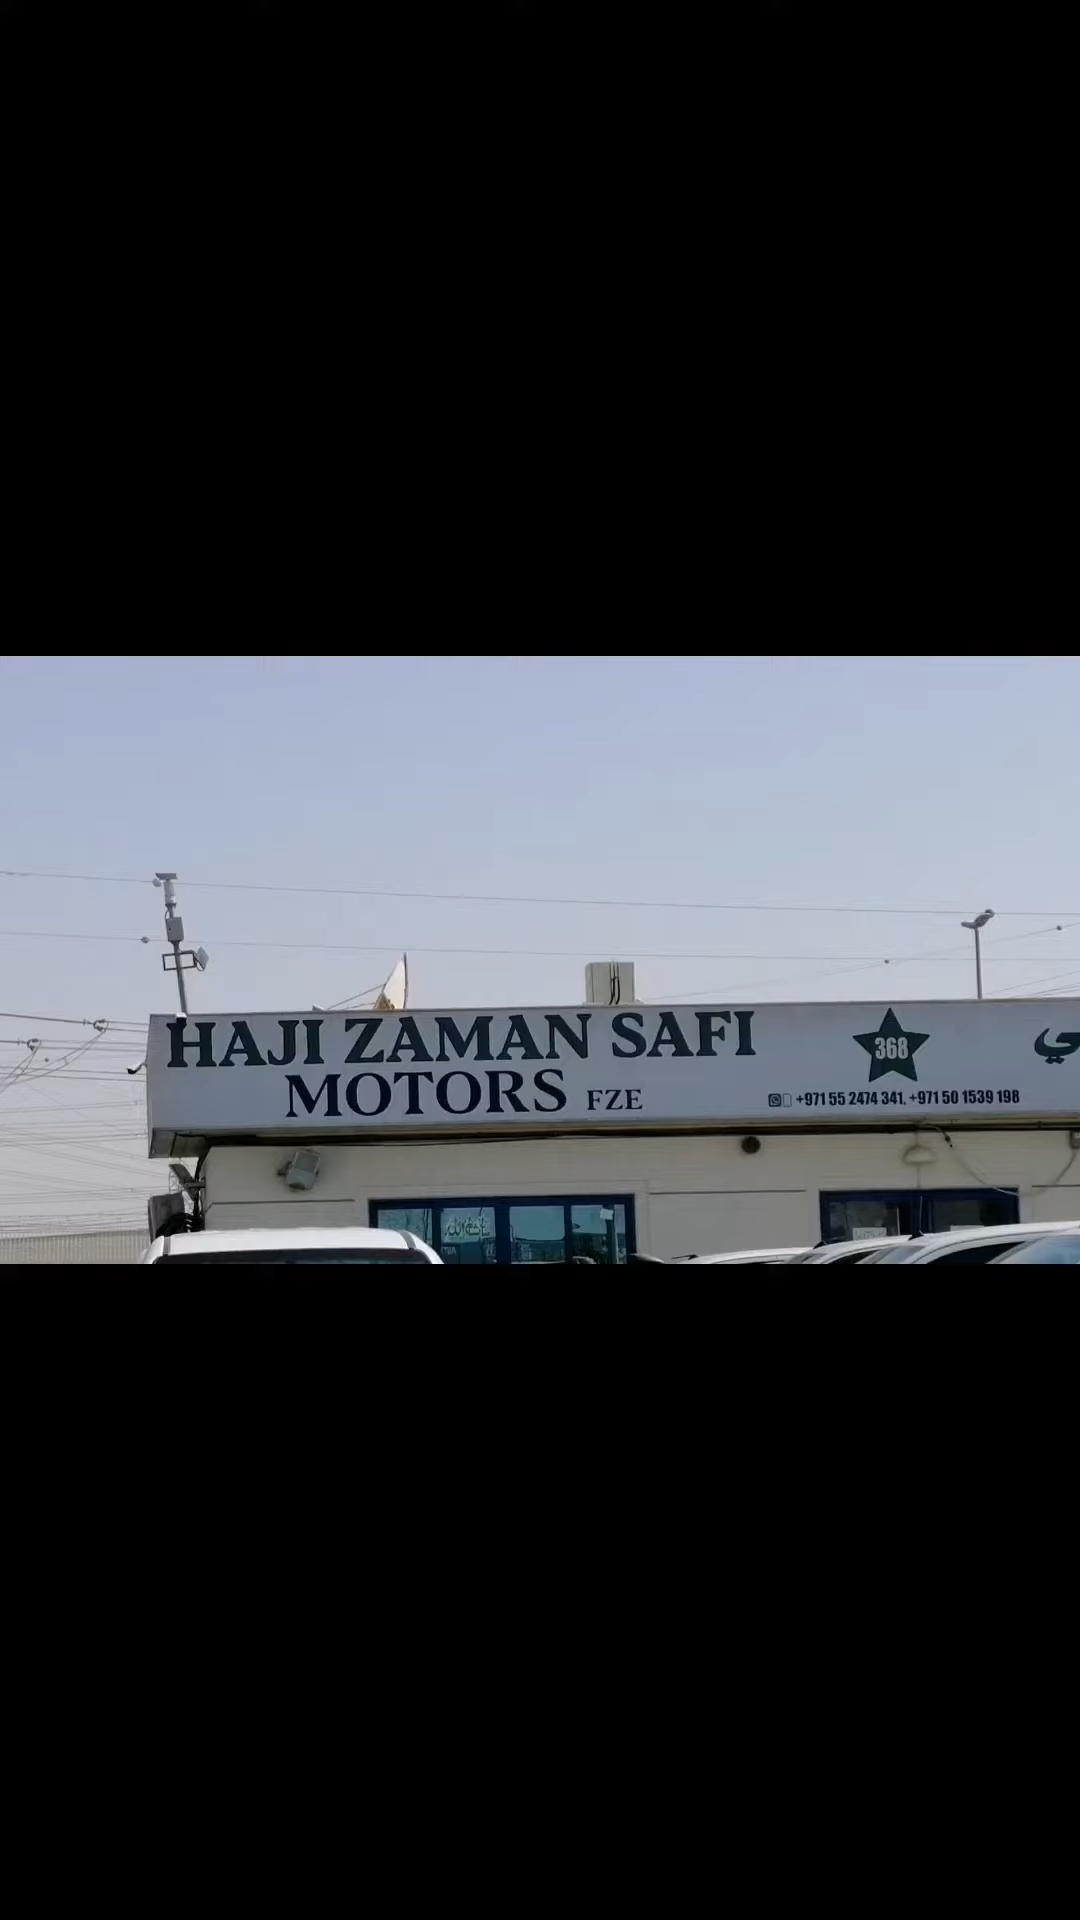 HAJI ZAMAN SAFI
MOTORS FZE
368
+971 55 2474 341, +971 50 1539 198